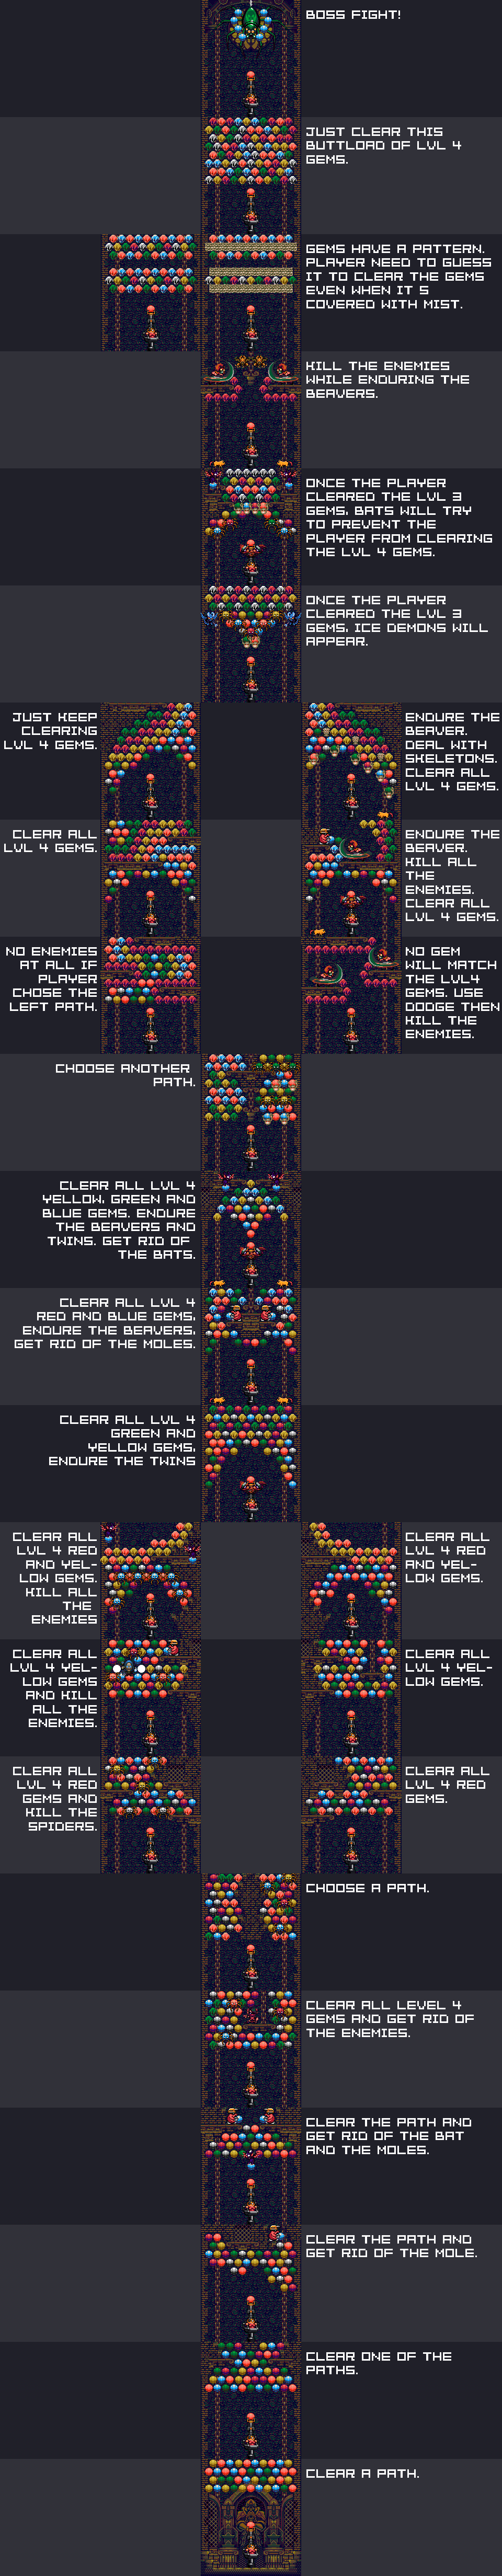 BOSS FIGHT!
JUST CLEAR THIS
BUTTLOAD OF LVL 4
GEMS.
GEMS HAVE A PATTERN.
PLAYER NEED TO GUESS
IT TO CLEAR THE GEMS
EVEN WHEN IT S
COVERED WITH MIST.
KILL THE ENEMIES
WHILE ENDURING THE
BEAVERS.
ONCE THE PLAYER
CLEARED THE LVL 3
GEMS, BATS WILL TRY
TO PREVENT THE
PLAYER FROM CLEARING
THE LVL 4 GEMS.
ONCE THE PLAYER
CLEARED THE LVL 3
GEMS, ICE DEMONS WILL
APPEAR.
JUST KEEP
CLEARING
LVL 4 GEMS.
ENDURE THE
BEAVER.
DEAL WITH
SKELETONS.
CLEAR ALL
LVL 4 GEMS.
CLEAR ALL
LVL 4 GEMS.
ENDURE THE
BEAVER.
KILL ALL
THE
ENEMIES.
CLEAR ALL
LVL 4 GEMS.
NO ENEMIES
AT ALL IF
PLAYER
CHOSE THE
LEFT PATH.
NO GEM
WILL MATCH
THE LVL4
GEMS. USE
DODGE THEN
KILL THE
ENEMIES.
CHOOSE ANOTHER
PATH.
CLEAR ALL LVL 4
YELLOW, GREEN AND
BLUE GEMS. ENDURE
THE BEAVERS AND
TWINS. GET RID OF
THE BATS.
CLEAR ALL LVL 4
RED AND BLUE GEMS,
ENDURE THE BEAVERS,
GET RID OF THE MOLES.
CLEAR ALL LVL 4
GREEN AND
YELLOW GEMS,
ENDURE THE TWINS
CLEAR ALL
LVL 4 RED
AND YEL-
LOW GEMS.
KILL ALL
THE
ENEMIES
CLEAR ALL
LVL 4 RED
AND YEL-
LOW GEMS.
CLEAR ALL
LVL 4 YEL-
LOW GEMS
AND KILL
ALL THE
ENEMIES.
CLEAR ALL
LVL 4 YEL-
LOW GEMS.
CLEAR ALL
LVL 4 RED
GEMS AND
KILL THE
SPIDERS.
CLEAR ALL
LVL 4 RED
GEMS.
CHOOSE A PATH.
CLEAR ALL LEVEL 4
GEMS AND GET RID OF
THE ENEMIES.
CLEAR THE PATH AND
GET RID OF THE BAT
AND THE MOLES.
CLEAR THE PATH AND
GET RID OF THE MOLE.
CLEAR ONE OF THE
PATHS.
CLEAR A PATH.